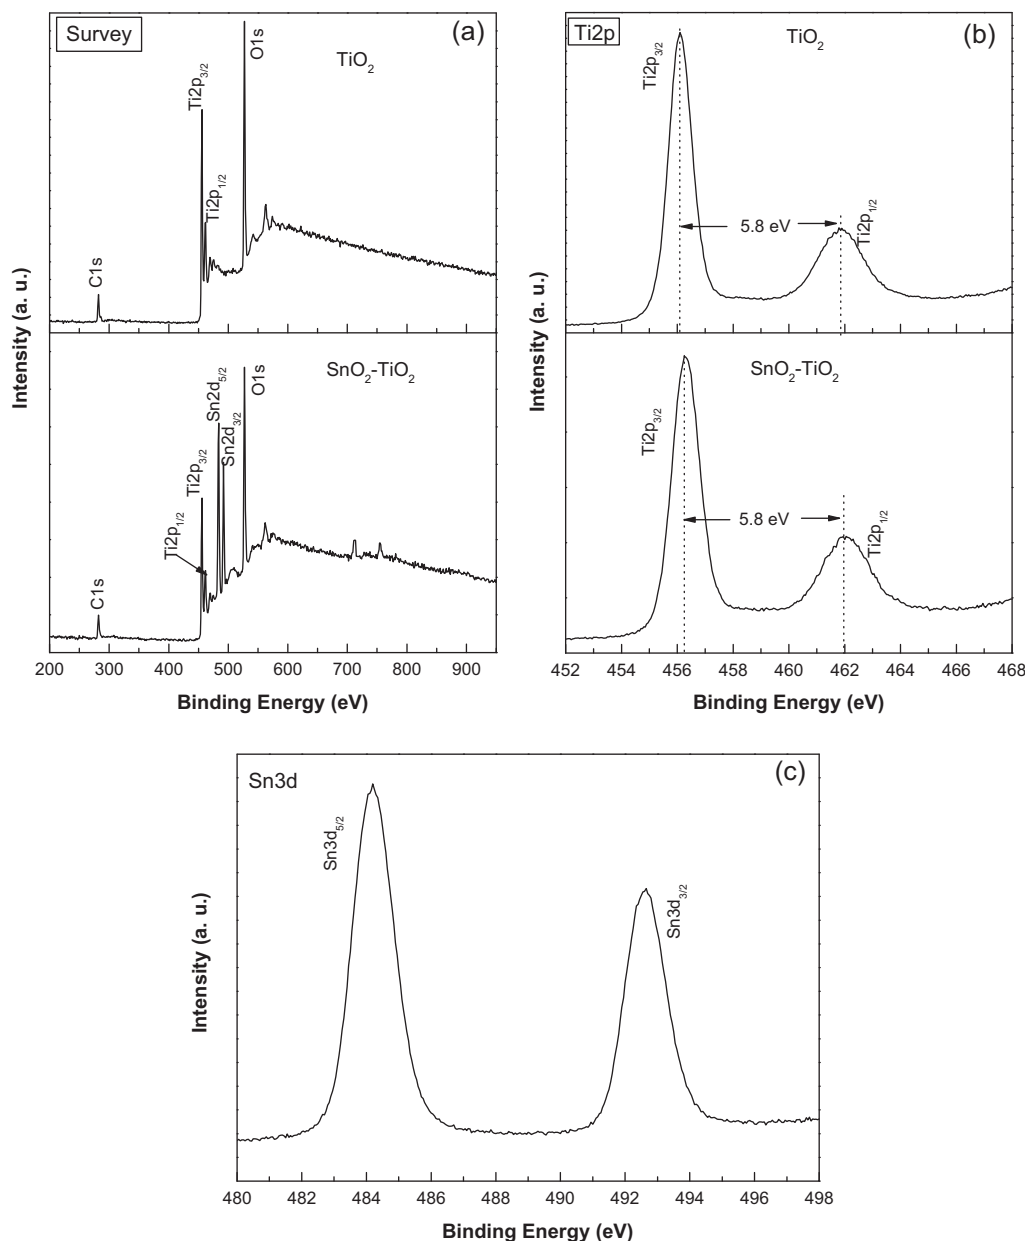 Survey
(a)
TiO₂
O1s
Ti2p₃/₂
Ti2p₁/₂
C1s
SnO₂-TiO₂
O1s
Sn2d₅/₂
Sn2d₃/₂
Ti2p₃/₂
Ti2p₁/₂
C1s
Intensity (a. u.)
200 300 400 500 600 700 800 900
Binding Energy (eV)
Ti2p
(b)
TiO₂
Ti2p₃/₂
5.8 eV
Ti2p₁/₂
SnO₂-TiO₂
Ti2p₃/₂
5.8 eV
Ti2p₁/₂
Intensity (a. u.)
452 454 456 458 460 462 464 466 468
Binding Energy (eV)
Sn3d
(c)
Sn3d₅/₂
Sn3d₃/₂
Intensity (a. u.)
480 482 484 486 488 490 492 494 496 498
Binding Energy (eV)